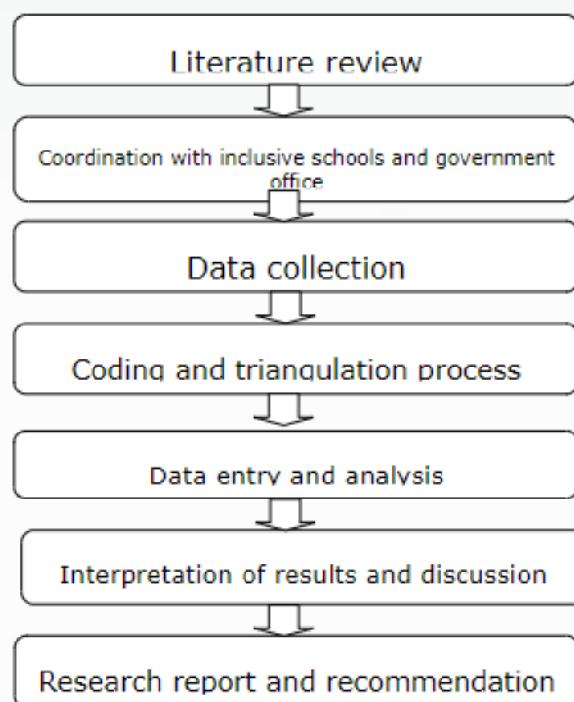 Literature review
Coordination with inclusive schools and government
office
Data collection
Coding and triangulation process
Data entry and analysis
Interpretation of results and discussion
Research report and recommendation